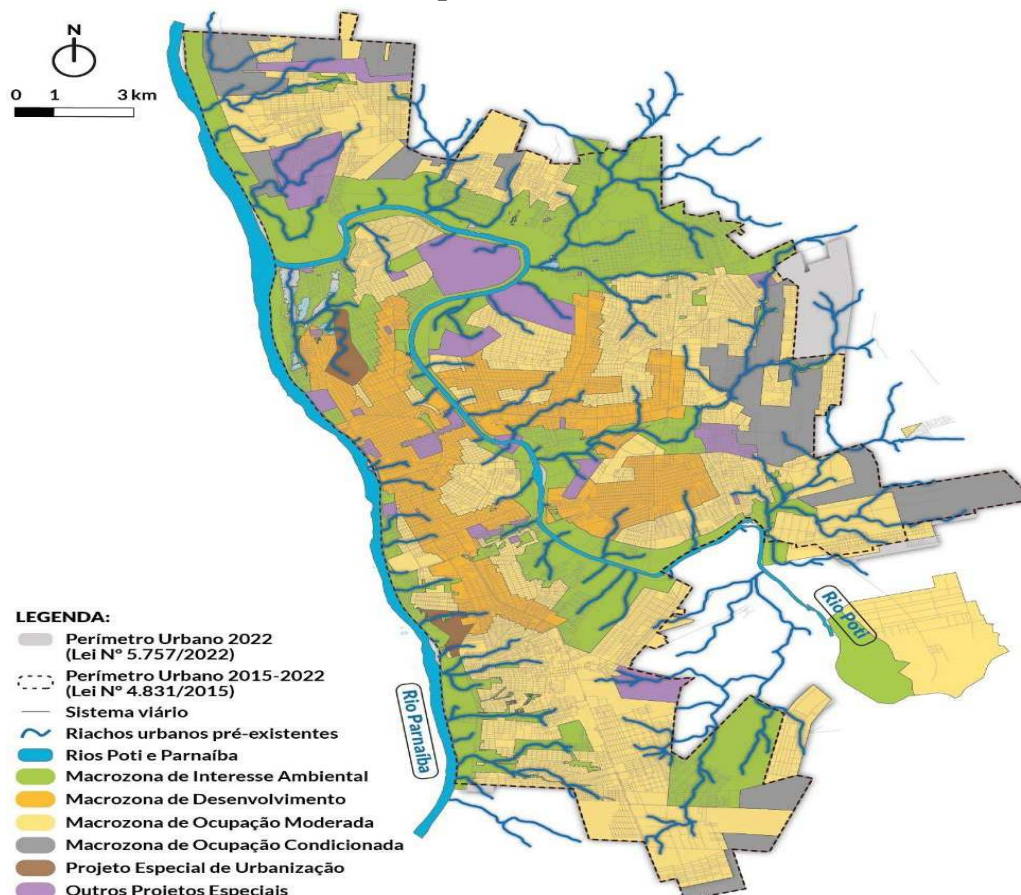 N
0 1 3 km
Rio Poti
Rio Parnaíba
LEGENDA:
Perímetro Urbano 2022
(Lei Nº 5.757/2022)
Perímetro Urbano 2015-2022
(Lei Nº 4.831/2015)
Sistema viário
Riachos urbanos pré-existentes
Rios Poti e Parnaíba
Macrozona de Interesse Ambiental
Macrozona de Desenvolvimento
Macrozona de Ocupação Moderada
Macrozona de Ocupação Condicionada
Projeto Especial de Urbanização
Outros Projetos Especiais